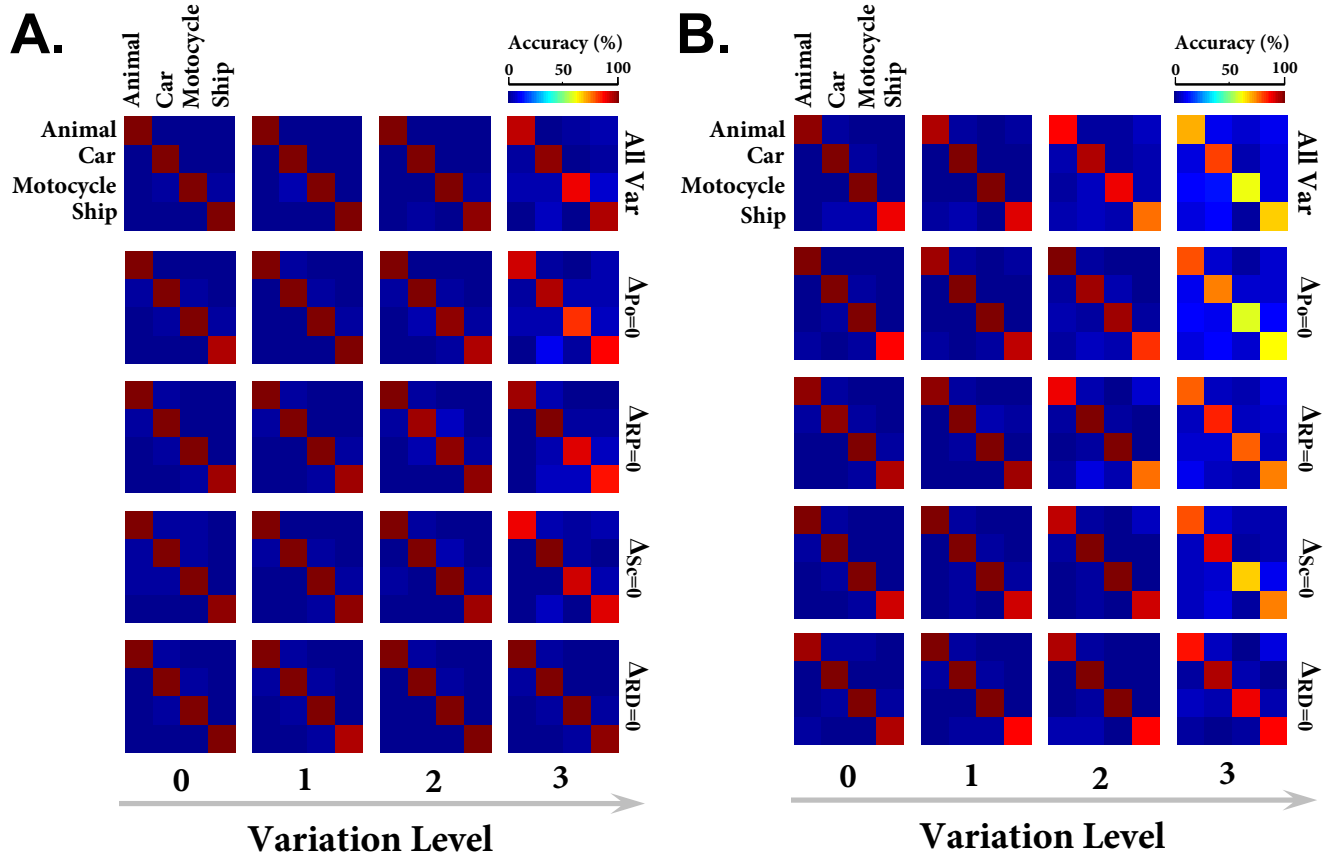 A.
Animal
Car
Motocycle
Ship
Accuracy (%)
0 50 100
Animal
Car
Motocycle
Ship
All Var
ΔPo=0
ΔRP=0
ΔSc=0
ΔRD=0
0 1 2 3
Variation Level
B.
Animal
Car
Motocycle
Ship
Accuracy (%)
0 50 100
Animal
Car
Motocycle
Ship
All Var
ΔPo=0
ΔRP=0
ΔSc=0
ΔRD=0
0 1 2 3
Variation Level